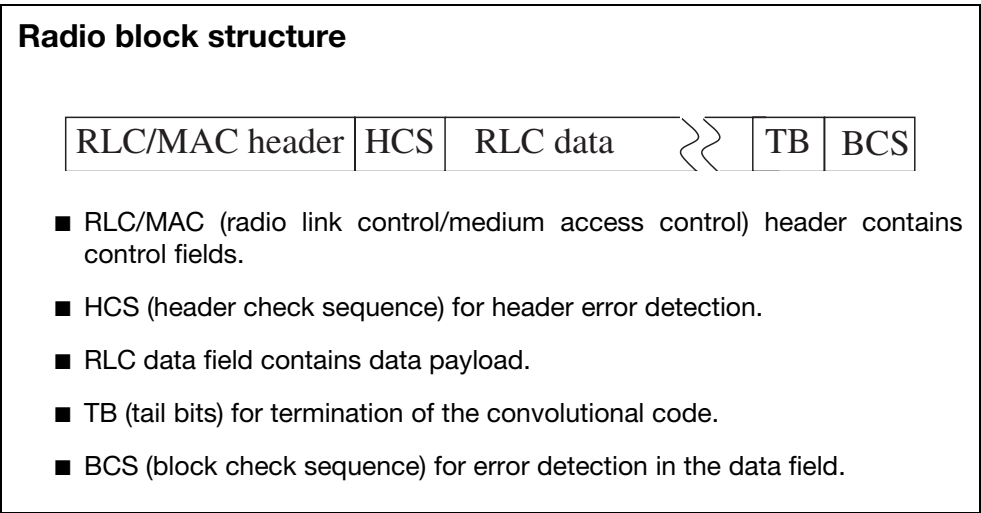 Radio block structure
RLC/MAC header HCS RLC data TB BCS
■ RLC/MAC (radio link control/medium access control) header contains
control fields.
■ HCS (header check sequence) for header error detection.
■ RLC data field contains data payload.
■ TB (tail bits) for termination of the convolutional code.
■ BCS (block check sequence) for error detection in the data field.